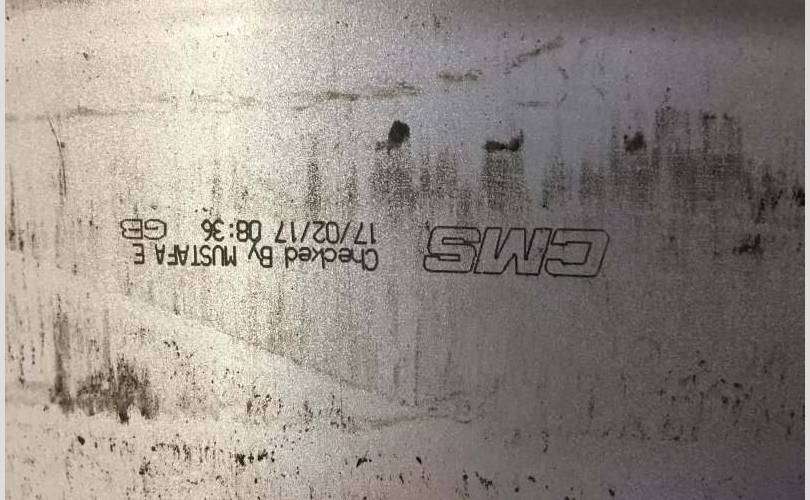 CMS
Checked By MUSTAFA E
17/02/17 08:36 GB